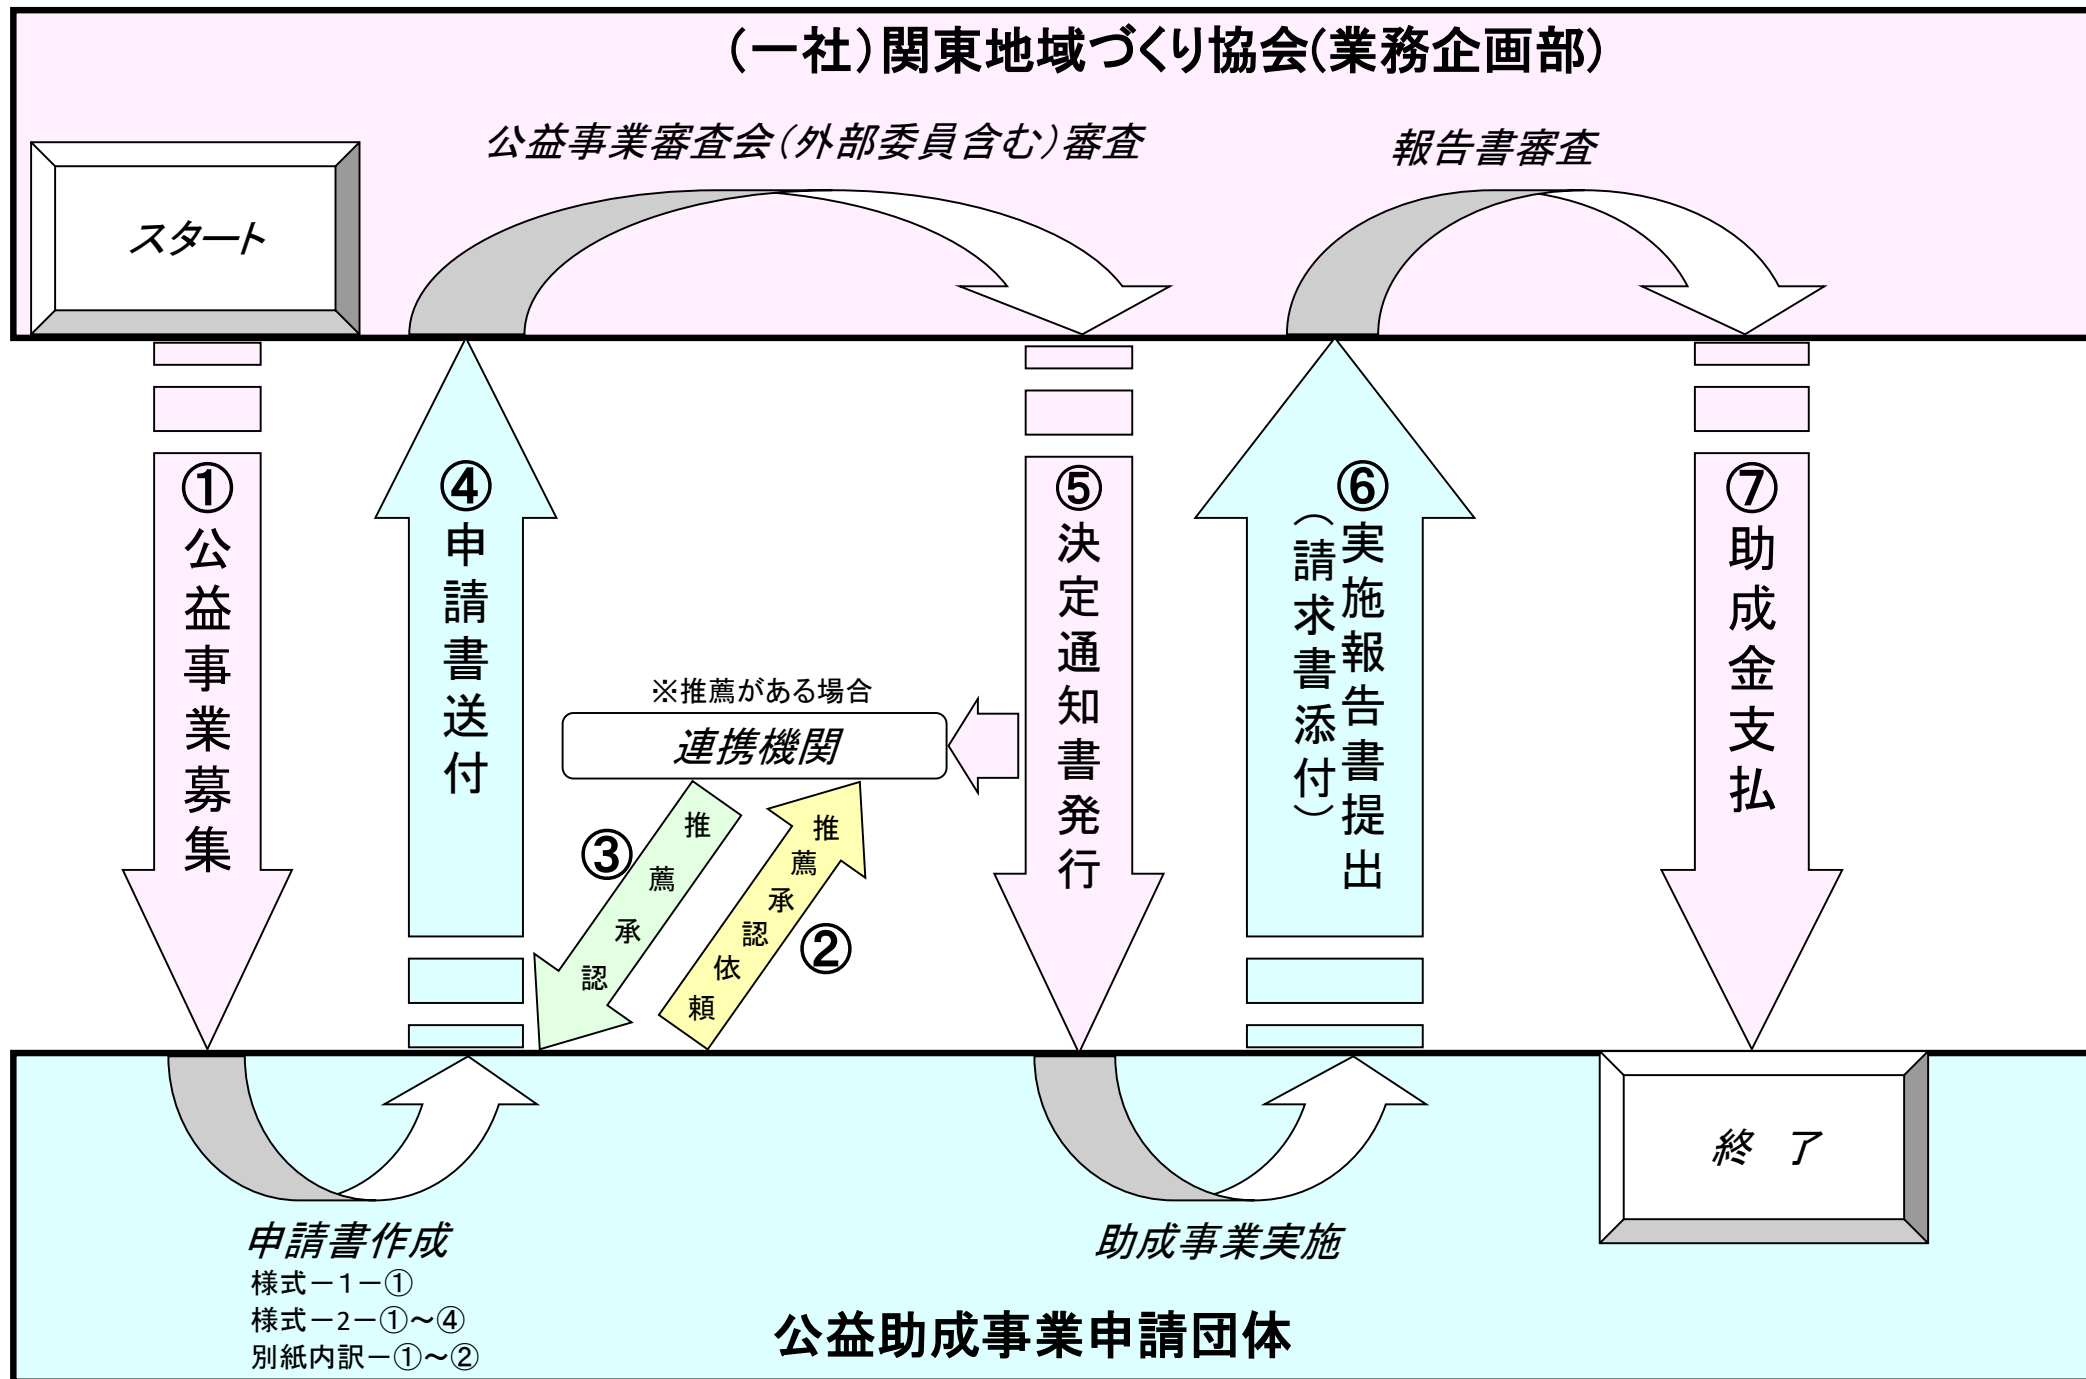 （一社）関東地域づくり協会(業務企画部)
公益事業審査会（外部委員含む）審査
報告書審査
スタート
①公益事業募集
④申請書送付
※推薦がある場合
連携機関
③
推薦承認
推薦承認依頼
②
⑤決定通知書発行
⑥実施報告書提出
（請求書添付）
⑦助成金支払
申請書作成
様式－１－①
様式－2－①～④
別紙内訳－①～②
助成事業実施
終　了
公益助成事業申請団体